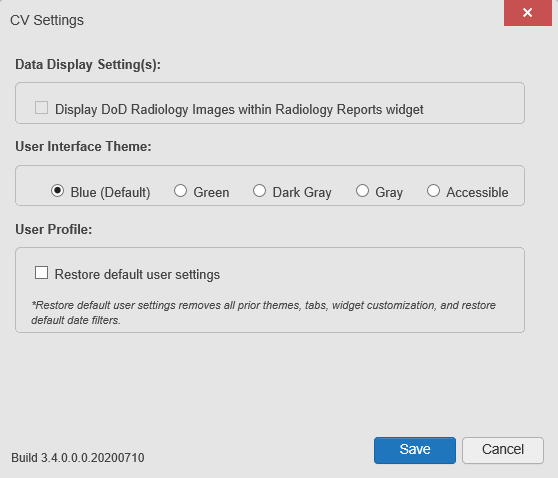 CV Settings
Data Display Setting(s):
Display DoD Radiology Images within Radiology Reports widget
User Interface Theme:
Blue (Default) Green Dark Gray Gray Accessible
User Profile:
Restore default user settings
*Restore default user settings removes all prior themes, tabs, widget customization, and restore
default date filters.
Save Cancel
Build 3.4.0.0.0.20200710